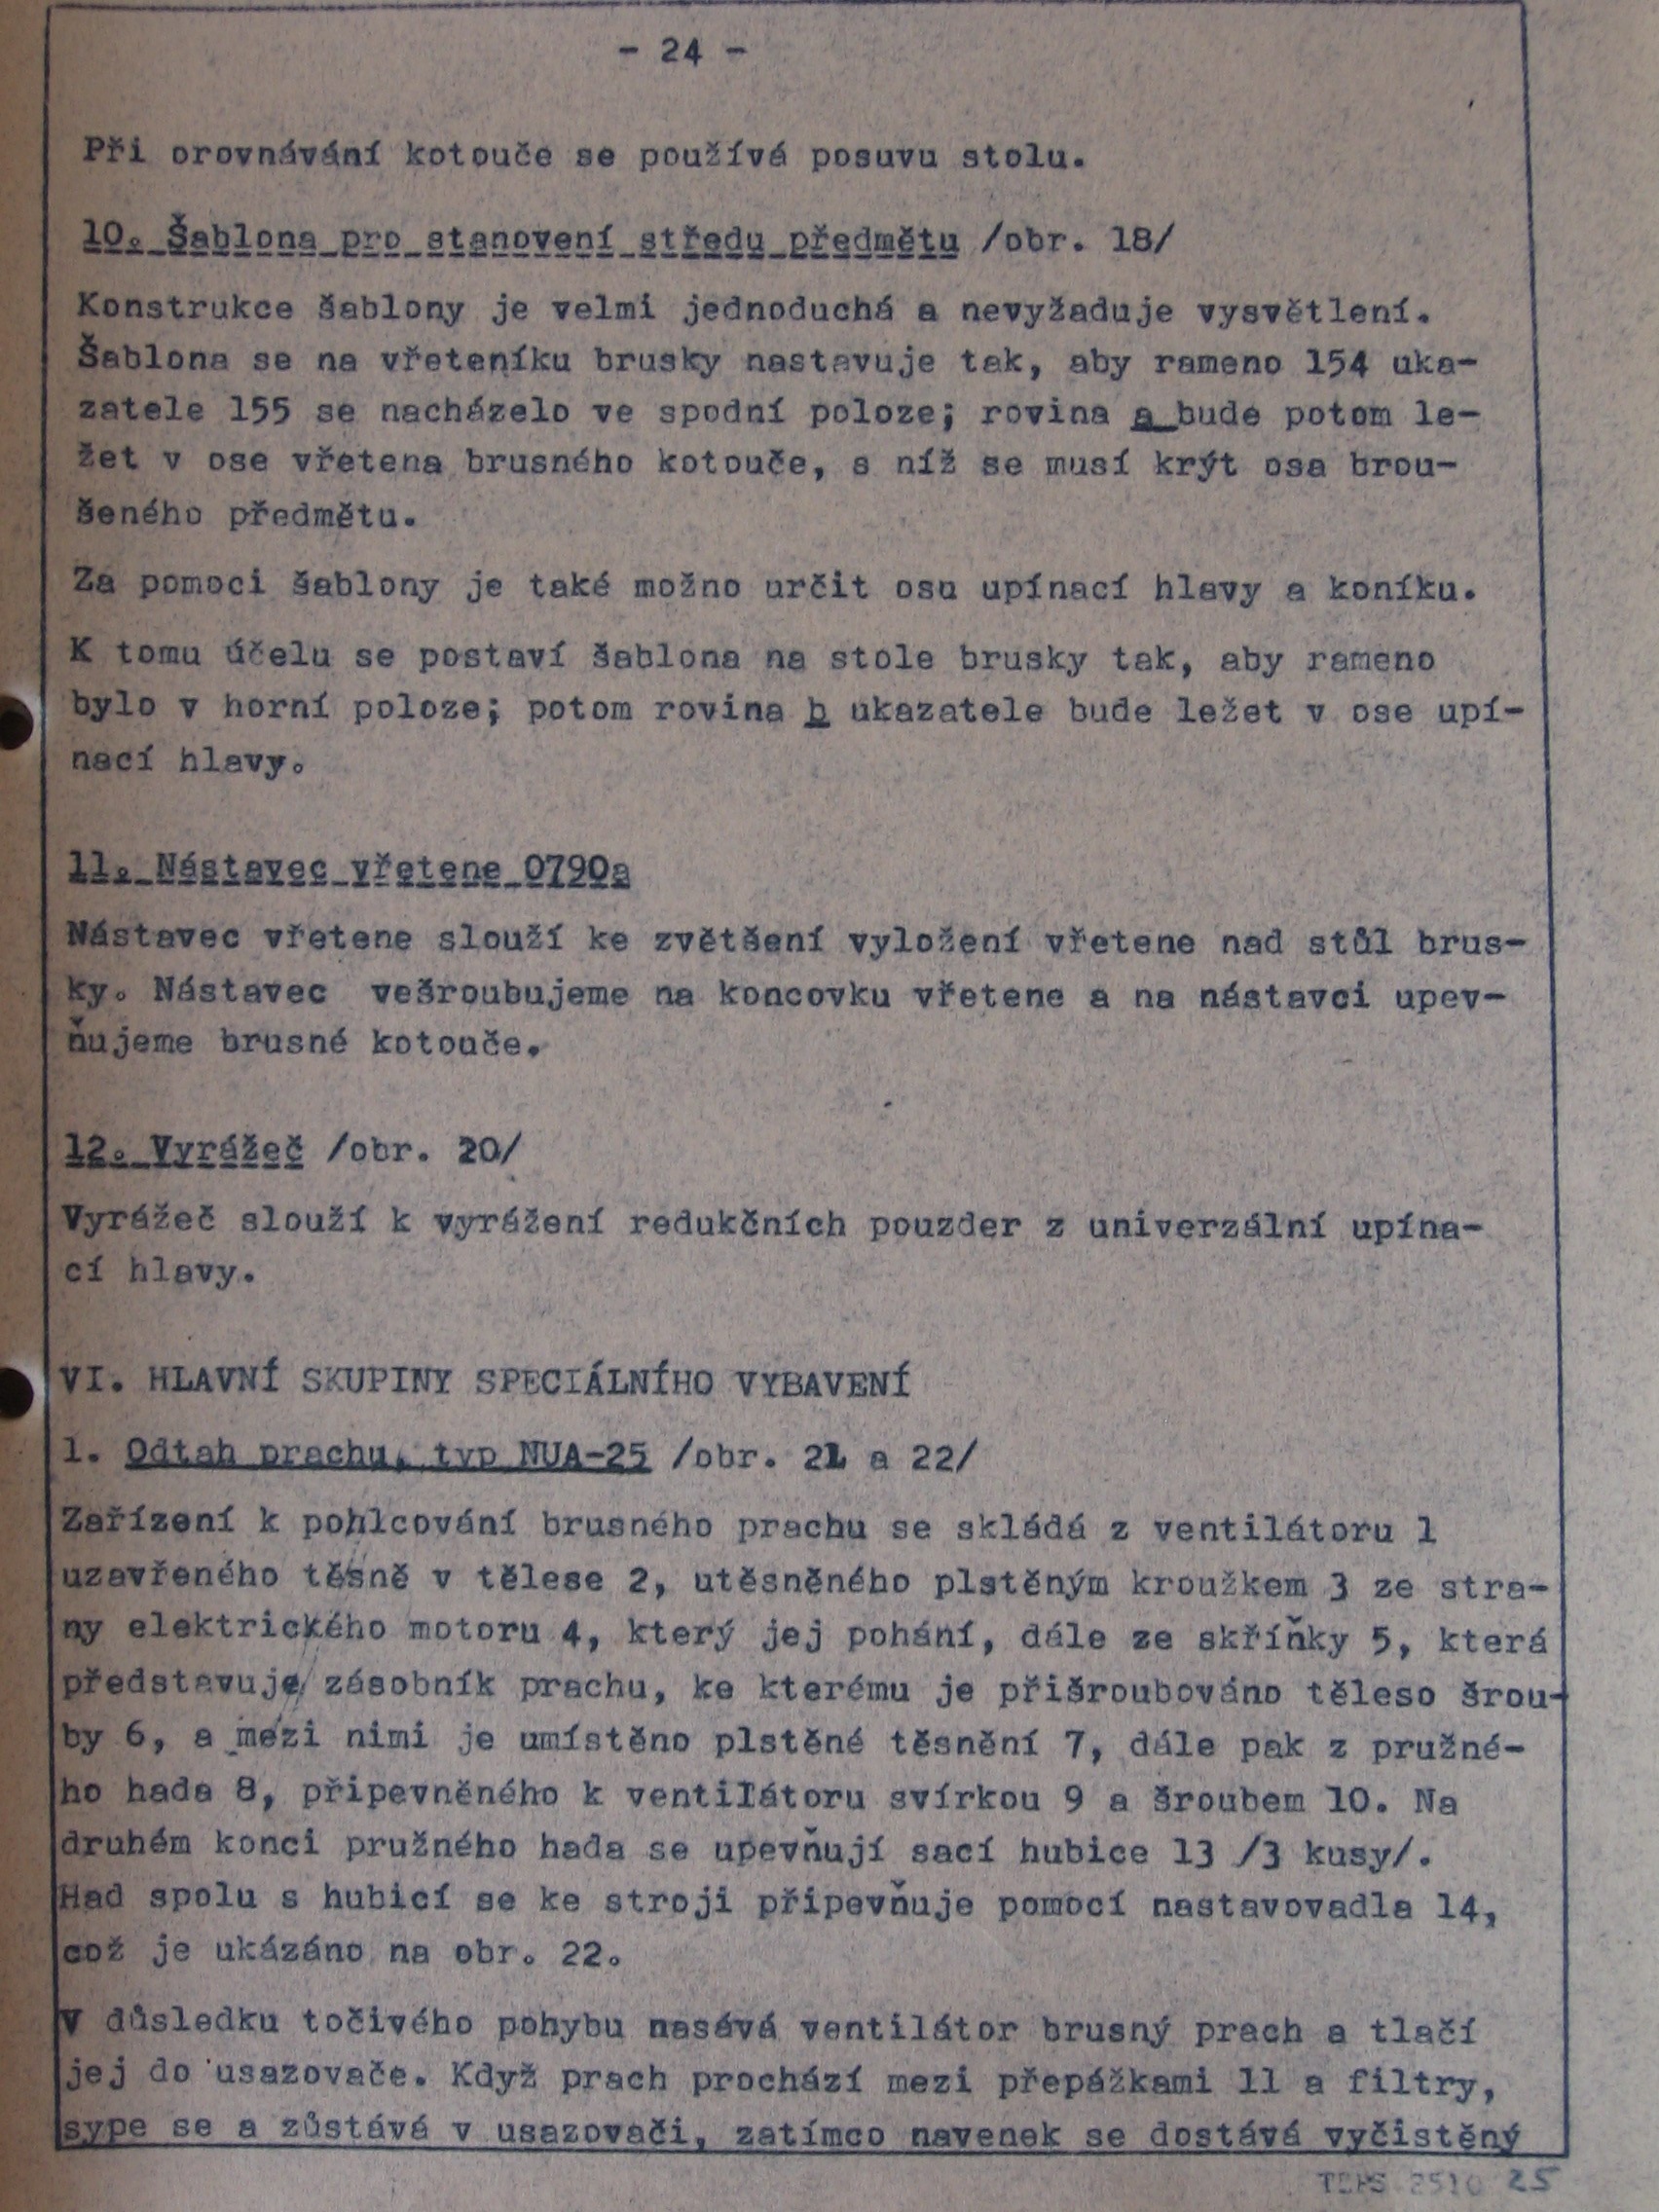 - 24 -
Při orovnávání kotouče se používá posuvu stolu.
10. Šablona pro stanovení středu předmětu /obr. 18/
Konstrukce šablony je velmi jednoduchá a nevyžaduje vysvětlení.
Šablona se na vřeteníku brusky nastavuje tak, aby rameno 154 uka-
zatele 155 se nacházelo ve spodní poloze; rovina a bude potom le-
žet v ose vřetena brusného kotouče, s níž se musí krýt osa brou-
šeného předmětu.
Za pomoci šablony je také možno určit osu upínací hlavy a koníku.
K tomu účelu se postaví šablona na stole brusky tak, aby rameno
bylo v horní poloze; potom rovina b ukazatele bude ležet v ose upí-
nací hlavy.
11. Nástavec vřetene 0790a
Nástavec vřetene slouží ke zvětšení vyložení vřetene nad stůl brus-
ky. Nástavec vešroubujeme na koncovku vřetene a na nástavci upev-
ňujeme brusné kotouče.
12. Vyrážeč /obr. 20/
Vyrážeč slouží k vyrážení redukčních pouzder z univerzální upína-
cí hlavy.
VI. HLAVNÍ SKUPINY SPECIÁLNÍHO VYBAVENÍ
1. Odtah prachu, typ NUA-25 /obr. 21 a 22/
Zařízení k pohlcování brusného prachu se skládá z ventilátoru 1
uzavřeného těsně v tělese 2, utěsněného plstěným kroužkem 3 ze stra-
ny elektrického motoru 4, který jej pohání, dále ze skříňky 5, která
představuje zásobník prachu, ke kterému je přišroubováno těleso šrou-
by 6, a mezi nimi je umístěno plstěné těsnění 7, dále pak z pružné-
ho hada 8, připevněného k ventilátoru svírkou 9 a šroubem 10. Na
druhém konci pružného hada se upevňují sací hubice 13 /3 kusy/.
Had spolu s hubicí se ke stroji připevňuje pomocí nastavovadla 14,
což je ukázáno na obr. 22.
V důsledku točivého pohybu nasává ventilátor brusný prach a tlačí
jej do usazovače. Když prach prochází mezi přepážkami 11 a filtry,
sype se a zůstává v usazovači, zatímco navenek se dostává vyčistěný
2510 25